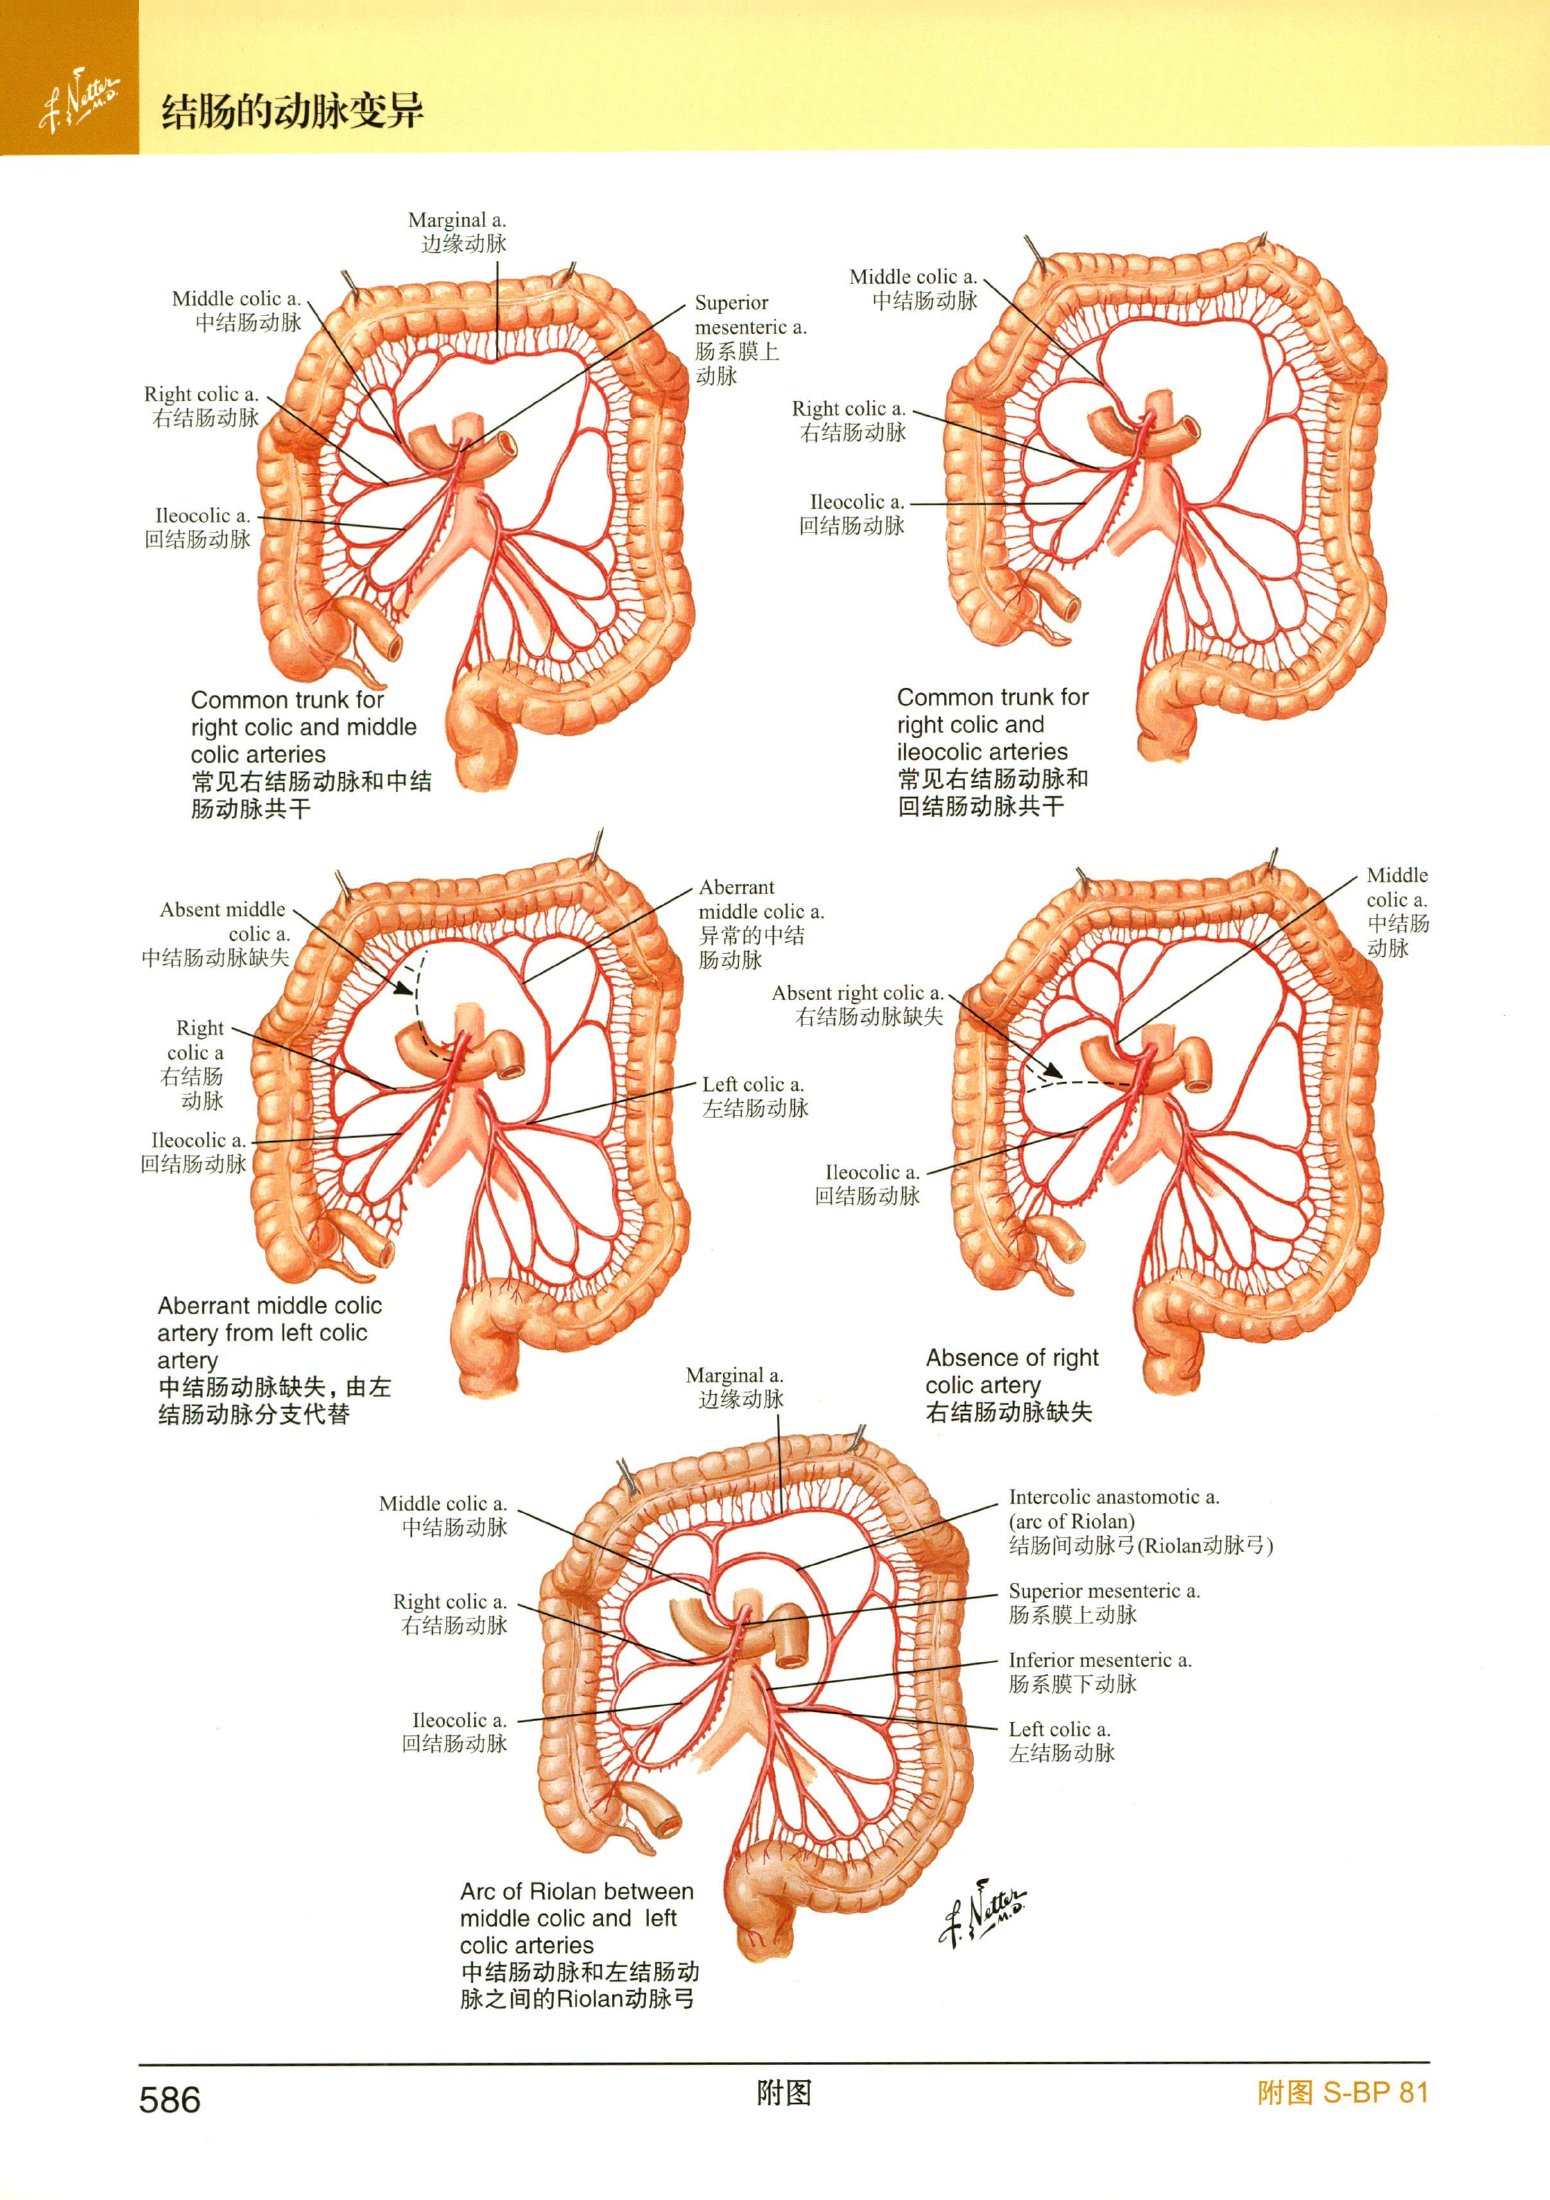 F. Netter M.D.
结肠的动脉变异
Marginal a.
边缘动脉
Middle colic a.
中结肠动脉
Superior
mesenteric a.
肠系膜上
动脉
Right colic a.
右结肠动脉
Ileocolic a.
回结肠动脉
Common trunk for
right colic and middle
colic arteries
常见右结肠动脉和中结
肠动脉共干
Middle colic a.
中结肠动脉
Right colic a.
右结肠动脉
Ileocolic a.
回结肠动脉
Common trunk for
right colic and
ileocolic arteries
常见右结肠动脉和
回结肠动脉共干
Absent middle
colic a.
中结肠动脉缺失
Aberrant
middle colic a.
异常的中结
肠动脉
Right
colic a
右结肠
动脉
Left colic a.
左结肠动脉
Ileocolic a.
回结肠动脉
Aberrant middle colic
artery from left colic
artery
中结肠动脉缺失，由左
结肠动脉分支代替
Middle
colic a.
中结肠
动脉
Absent right colic a.
右结肠动脉缺失
Ileocolic a.
回结肠动脉
Absence of right
colic artery
右结肠动脉缺失
Marginal a.
边缘动脉
Middle colic a.
中结肠动脉
Intercolic anastomotic a.
(arc of Riolan)
结肠间动脉弓(Riolan动脉弓)
Right colic a.
右结肠动脉
Superior mesenteric a.
肠系膜上动脉
Inferior mesenteric a.
肠系膜下动脉
Ileocolic a.
回结肠动脉
Left colic a.
左结肠动脉
Arc of Riolan between
middle colic and left
colic arteries
中结肠动脉和左结肠动
脉之间的Riolan动脉弓
F. Netter M.D.
586
附图
附图 S-BP 81